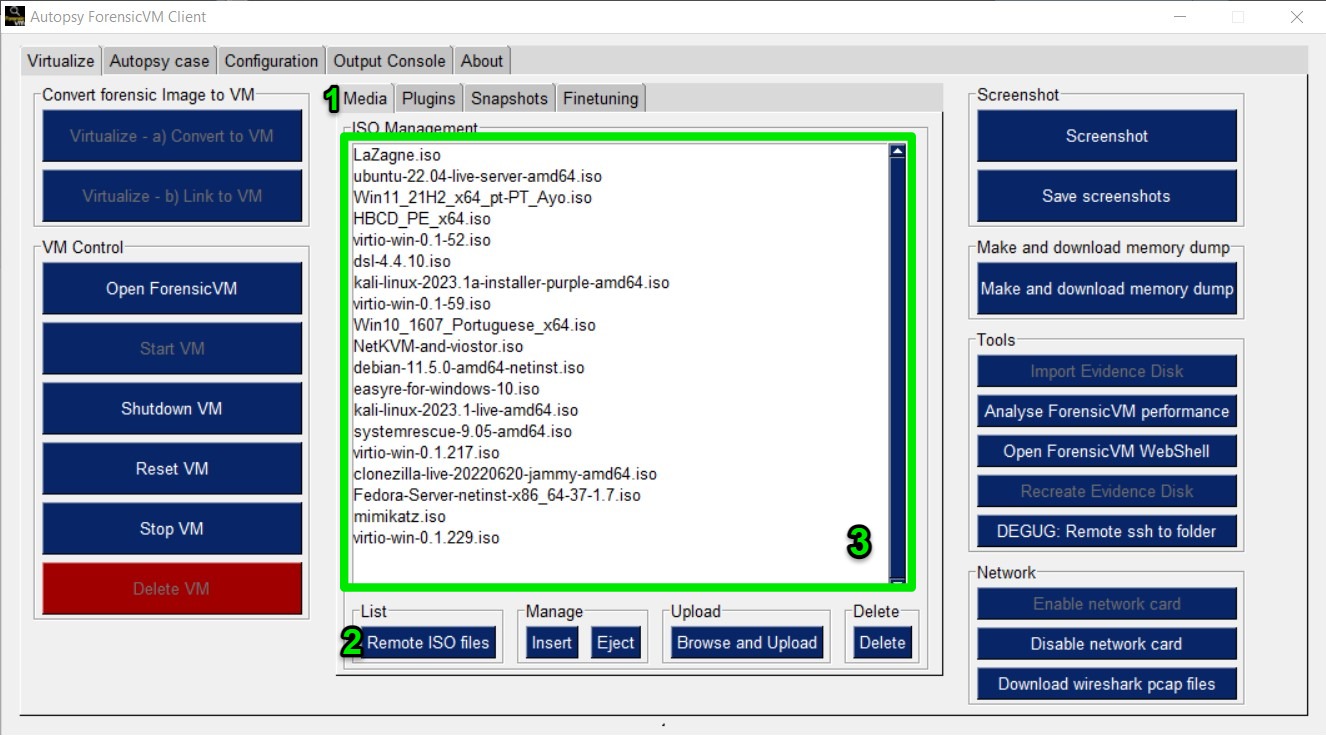 Autopsy ForensicVM Client
Virtualize Autopsy case Configuration Output Console About
Convert forensic Image to VM
Virtualize - a) Convert to VM
Virtualize - b) Link to VM
VM Control
Open ForensicVM
Start VM
Shutdown VM
Reset VM
Stop VM
Delete VM
1
Media Plugins Snapshots Finetuning
ISO Management
LaZagne.iso
ubuntu-22.04-live-server-amd64.iso
Win11_21H2_x64_pt-PT_Ayo.iso
HBCD_PE_x64.iso
virtio-win-0.1-52.iso
dsl-4.4.10.iso
kali-linux-2023.1a-installer-purple-amd64.iso
virtio-win-0.1-59.iso
Win10_1607_Portuguese_x64.iso
NetKVM-and-viostor.iso
debian-11.5.0-amd64-netinst.iso
easyre-for-windows-10.iso
kali-linux-2023.1-live-amd64.iso
systemrescue-9.05-amd64.iso
virtio-win-0.1.217.iso
clonezilla-live-20220620-jammy-amd64.iso
Fedora-Server-netinst-x86_64-37-1.7.iso
mimikatz.iso
virtio-win-0.1.229.iso
3
List Manage Upload Delete
2 Remote ISO files Insert Eject Browse and Upload Delete
Screenshot
Screenshot
Save screenshots
Make and download memory dump
Make and download memory dump
Tools
Import Evidence Disk
Analyse ForensicVM performance
Open ForensicVM WebShell
Recreate Evidence Disk
DEGUG: Remote ssh to folder
Network
Enable network card
Disable network card
Download wireshark pcap files